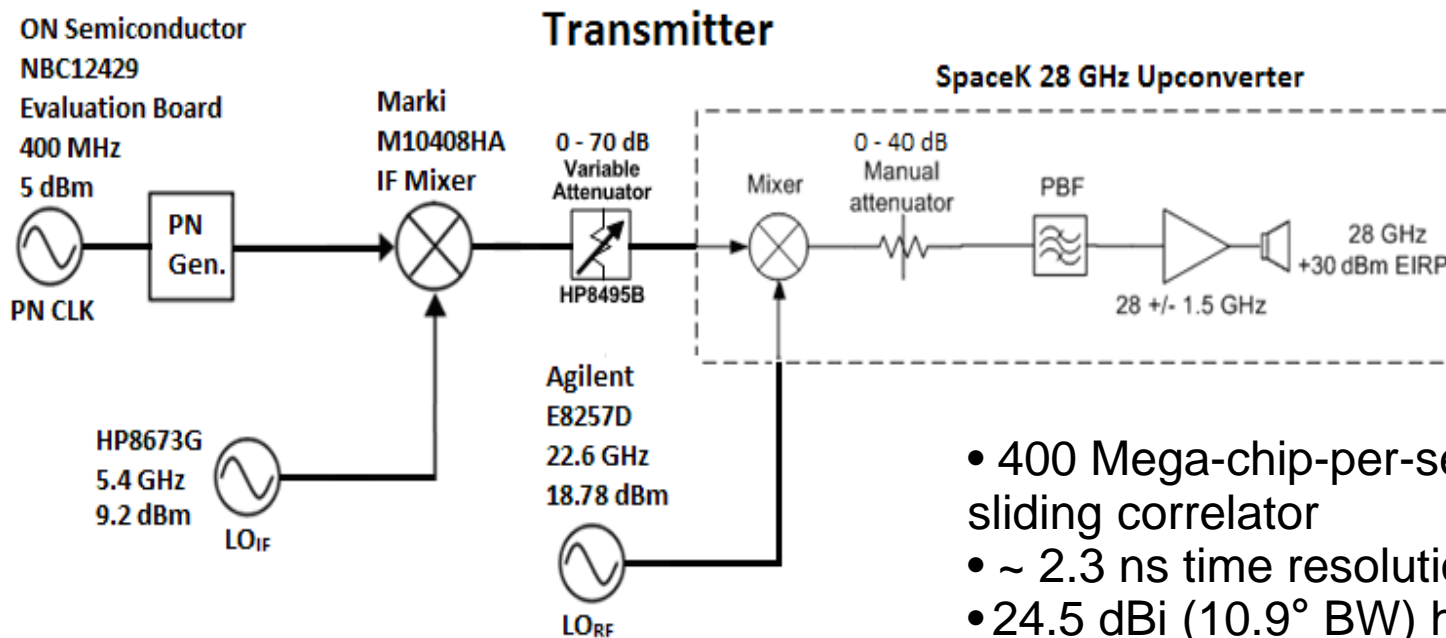 Transmitter
ON Semiconductor
NBC12429
Evaluation Board
400 MHz
5 dBm
PN CLK
PN
Gen.
Marki
M10408HA
IF Mixer
0 - 70 dB
Variable
Attenuator
HP8495B
SpaceK 28 GHz Upconverter
Mixer
0 - 40 dB
Manual
attenuator
PBF
28 +/- 1.5 GHz
28 GHz
+30 dBm EIRP
HP8673G
5.4 GHz
9.2 dBm
LOIF
Agilent
E8257D
22.6 GHz
18.78 dBm
LORF
• 400 Mega-chip-per-se
sliding correlator
• ~ 2.3 ns time resolutio
• 24.5 dBi (10.9° BW) h